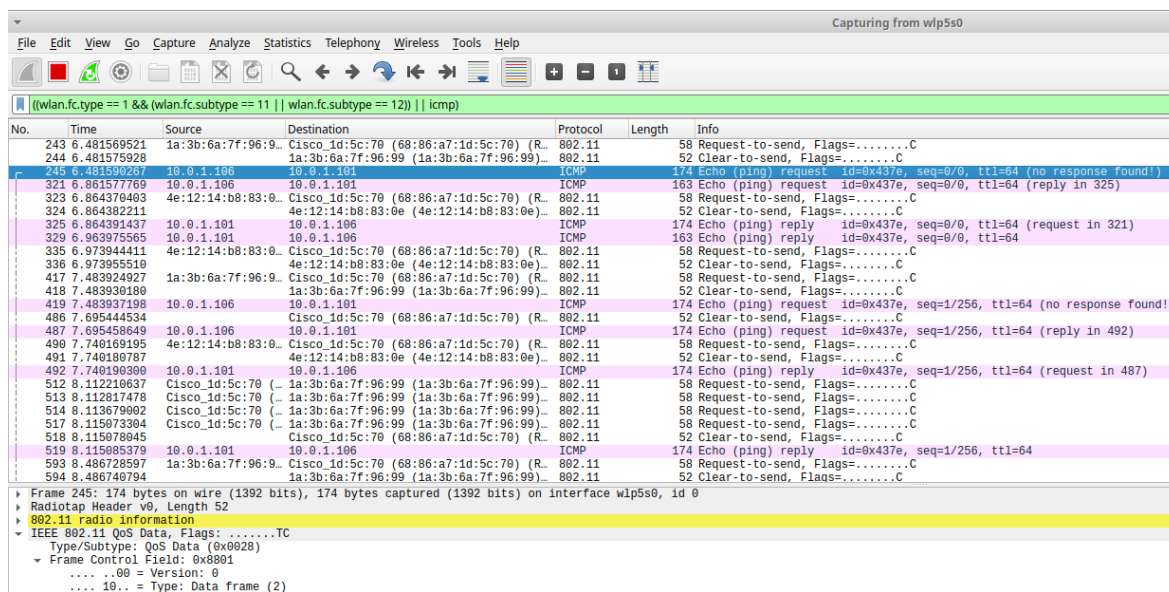 Capturing from wlp5s0
File Edit View Go Capture Analyze Statistics Telephony Wireless Tools Help
((wlan.fc.type == 1 && (wlan.fc.subtype == 11 || wlan.fc.subtype == 12)) || icmp)
No. Time Source Destination Protocol Length Info
243 6.481569521 1a:3b:6a:7f:96:9… Cisco_1d:5c:70 (68:86:a7:1d:5c:70) (R… 802.11 58 Request-to-send, Flags=........C
244 6.481575928 1a:3b:6a:7f:96:99 (1a:3b:6a:7f:96:99)… 802.11 52 Clear-to-send, Flags=........C
245 6.481590267 10.0.1.106 10.0.1.101 ICMP 174 Echo (ping) request id=0x437e, seq=0/0, ttl=64 (no response found!)
321 6.861577769 10.0.1.106 10.0.1.101 ICMP 163 Echo (ping) request id=0x437e, seq=0/0, ttl=64 (reply in 325)
323 6.864370403 4e:12:14:b8:83:0… Cisco_1d:5c:70 (68:86:a7:1d:5c:70) (R… 802.11 58 Request-to-send, Flags=........C
324 6.864382211 4e:12:14:b8:83:0e (4e:12:14:b8:83:0e)… 802.11 52 Clear-to-send, Flags=........C
325 6.864391437 10.0.1.101 10.0.1.106 ICMP 174 Echo (ping) reply id=0x437e, seq=0/0, ttl=64 (request in 321)
329 6.963975565 10.0.1.101 10.0.1.106 ICMP 163 Echo (ping) reply id=0x437e, seq=0/0, ttl=64
335 6.973944411 4e:12:14:b8:83:0… Cisco_1d:5c:70 (68:86:a7:1d:5c:70) (R… 802.11 58 Request-to-send, Flags=........C
336 6.973955510 4e:12:14:b8:83:0e (4e:12:14:b8:83:0e)… 802.11 52 Clear-to-send, Flags=........C
417 7.483924927 1a:3b:6a:7f:96:9… Cisco_1d:5c:70 (68:86:a7:1d:5c:70) (R… 802.11 58 Request-to-send, Flags=........C
418 7.483930180 1a:3b:6a:7f:96:99 (1a:3b:6a:7f:96:99)… 802.11 52 Clear-to-send, Flags=........C
419 7.483937198 10.0.1.106 10.0.1.101 ICMP 174 Echo (ping) request id=0x437e, seq=1/256, ttl=64 (no response found!
486 7.695444534 Cisco_1d:5c:70 (68:86:a7:1d:5c:70) (R… 802.11 52 Clear-to-send, Flags=........C
487 7.695458649 10.0.1.106 10.0.1.101 ICMP 174 Echo (ping) request id=0x437e, seq=1/256, ttl=64 (reply in 492)
490 7.740169195 4e:12:14:b8:83:0… Cisco_1d:5c:70 (68:86:a7:1d:5c:70) (R… 802.11 58 Request-to-send, Flags=........C
491 7.740180787 4e:12:14:b8:83:0e (4e:12:14:b8:83:0e)… 802.11 52 Clear-to-send, Flags=........C
492 7.740190300 10.0.1.101 10.0.1.106 ICMP 174 Echo (ping) reply id=0x437e, seq=1/256, ttl=64 (request in 487)
512 8.112210637 Cisco_1d:5c:70 (… 1a:3b:6a:7f:96:99 (1a:3b:6a:7f:96:99)… 802.11 58 Request-to-send, Flags=........C
513 8.112817478 Cisco_1d:5c:70 (… 1a:3b:6a:7f:96:99 (1a:3b:6a:7f:96:99)… 802.11 58 Request-to-send, Flags=........C
514 8.113679002 Cisco_1d:5c:70 (… 1a:3b:6a:7f:96:99 (1a:3b:6a:7f:96:99)… 802.11 58 Request-to-send, Flags=........C
517 8.115073304 Cisco_1d:5c:70 (… 1a:3b:6a:7f:96:99 (1a:3b:6a:7f:96:99)… 802.11 58 Request-to-send, Flags=........C
518 8.115078045 Cisco_1d:5c:70 (68:86:a7:1d:5c:70) (R… 802.11 52 Clear-to-send, Flags=........C
519 8.115085379 10.0.1.101 10.0.1.106 ICMP 174 Echo (ping) reply id=0x437e, seq=1/256, ttl=64
593 8.486728597 1a:3b:6a:7f:96:9… Cisco_1d:5c:70 (68:86:a7:1d:5c:70) (R… 802.11 58 Request-to-send, Flags=........C
594 8.486740794 1a:3b:6a:7f:96:99 (1a:3b:6a:7f:96:99)… 802.11 52 Clear-to-send, Flags=........C
Frame 245: 174 bytes on wire (1392 bits), 174 bytes captured (1392 bits) on interface wlp5s0, id 0
Radiotap Header v0, Length 52
802.11 radio information
IEEE 802.11 QoS Data, Flags: .......TC
Type/Subtype: QoS Data (0x0028)
Frame Control Field: 0x8801
.... ..00 = Version: 0
.... 10.. = Type: Data frame (2)